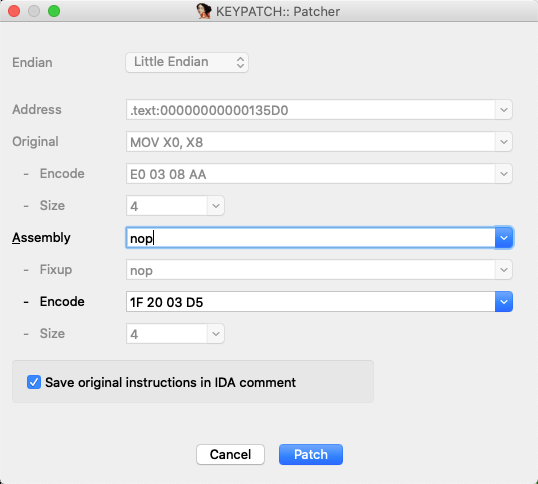 KEYPATCH:: Patcher
Endian Little Endian
Address .text:00000000000135D0
Original MOV X0, X8
- Encode E0 03 08 AA
- Size 4
Assembly nop
- Fixup nop
- Encode 1F 20 03 D5
- Size 4
Save original instructions in IDA comment
Cancel Patch